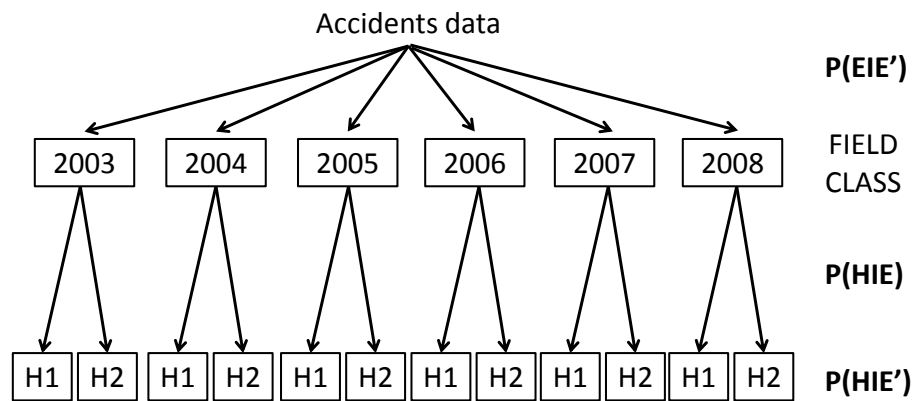 Accidents data
P(EIE’)
2003 2004 2005 2006 2007 2008
FIELD
CLASS
P(HIE)
H1 H2 H1 H2 H1 H2 H1 H2 H1 H2 H1 H2
P(HIE’)